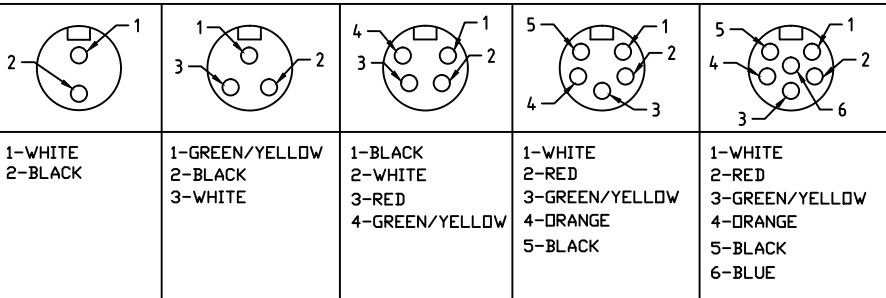 1
2
1
3
2
4
1
3
2
5
1
2
4
3
5
1
4
2
3
6
1-WHITE
2-BLACK
1-GREEN/YELLOW
2-BLACK
3-WHITE
1-BLACK
2-WHITE
3-RED
4-GREEN/YELLOW
1-WHITE
2-RED
3-GREEN/YELLOW
4-ORANGE
5-BLACK
1-WHITE
2-RED
3-GREEN/YELLOW
4-ORANGE
5-BLACK
6-BLUE